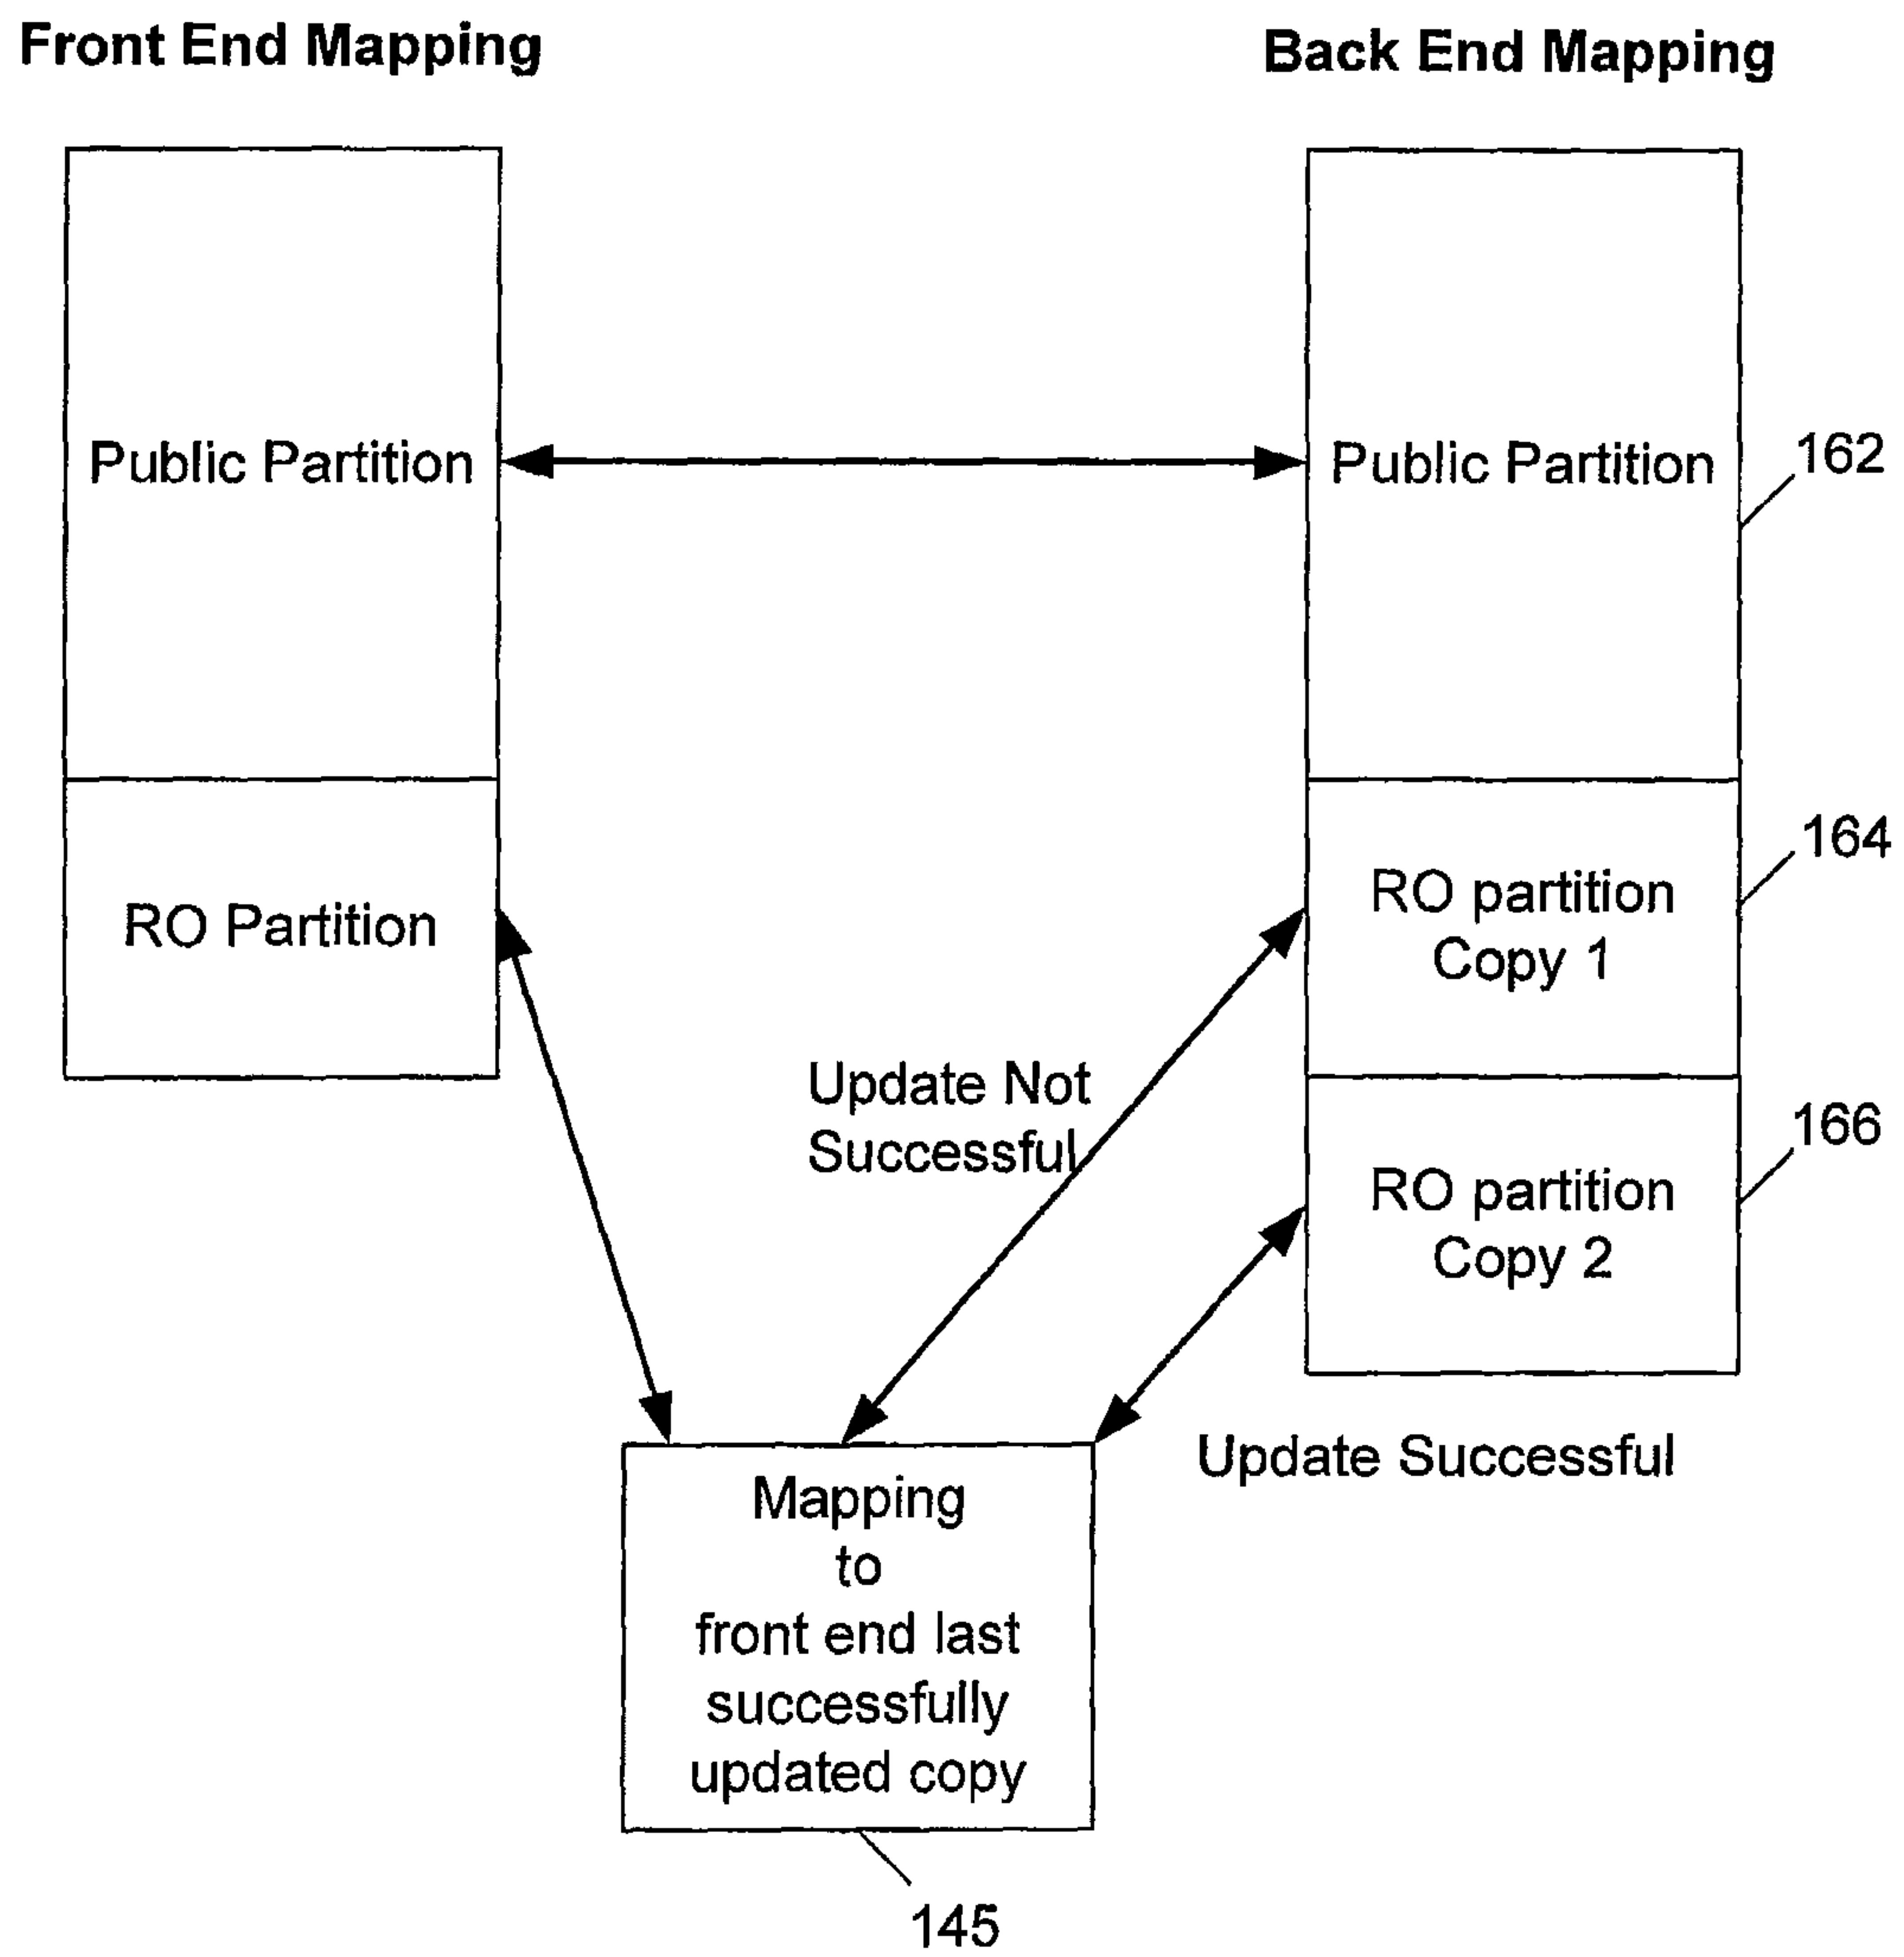 Front End Mapping
Back End Mapping
Public Partition
Public Partition
162
RO Partition
RO partition
Copy 1
164
Update Not
Successful
RO partition
Copy 2
166
Update Successful
Mapping
to
front end last
successfully
updated copy
145